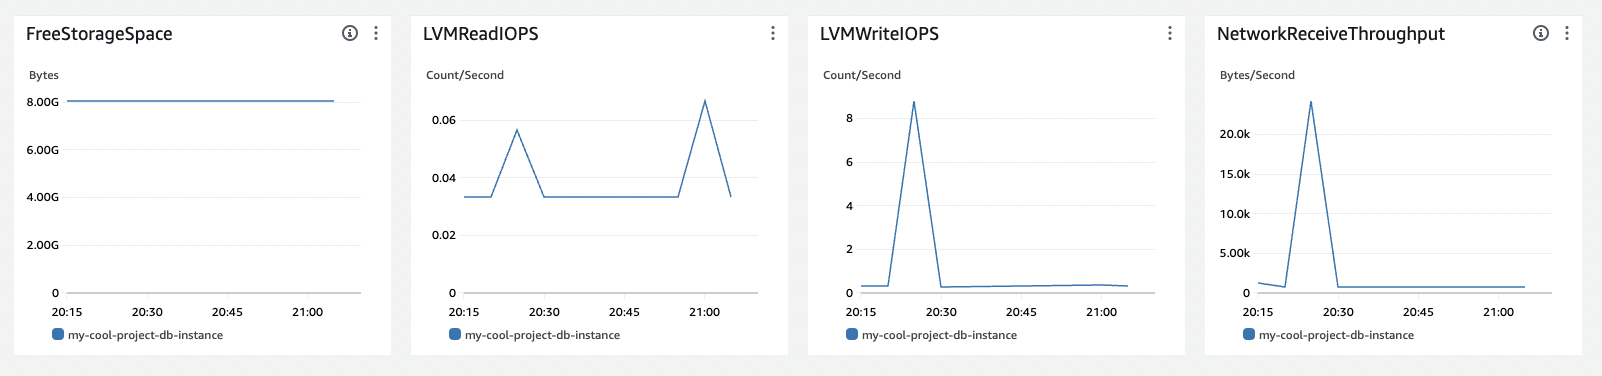 FreeStorageSpace
Bytes
8.00G
6.00G
4.00G
2.00G
0
20:15 20:30 20:45 21:00
my-cool-project-db-instance
LVMReadIOPS
Count/Second
0.06
0.04
0.02
0
20:15 20:30 20:45 21:00
my-cool-project-db-instance
LVMWriteIOPS
Count/Second
8
6
4
2
0
20:15 20:30 20:45 21:00
my-cool-project-db-instance
NetworkReceiveThroughput
Bytes/Second
20.0k
15.0k
10.0k
5.00k
0
20:15 20:30 20:45 21:00
my-cool-project-db-instance